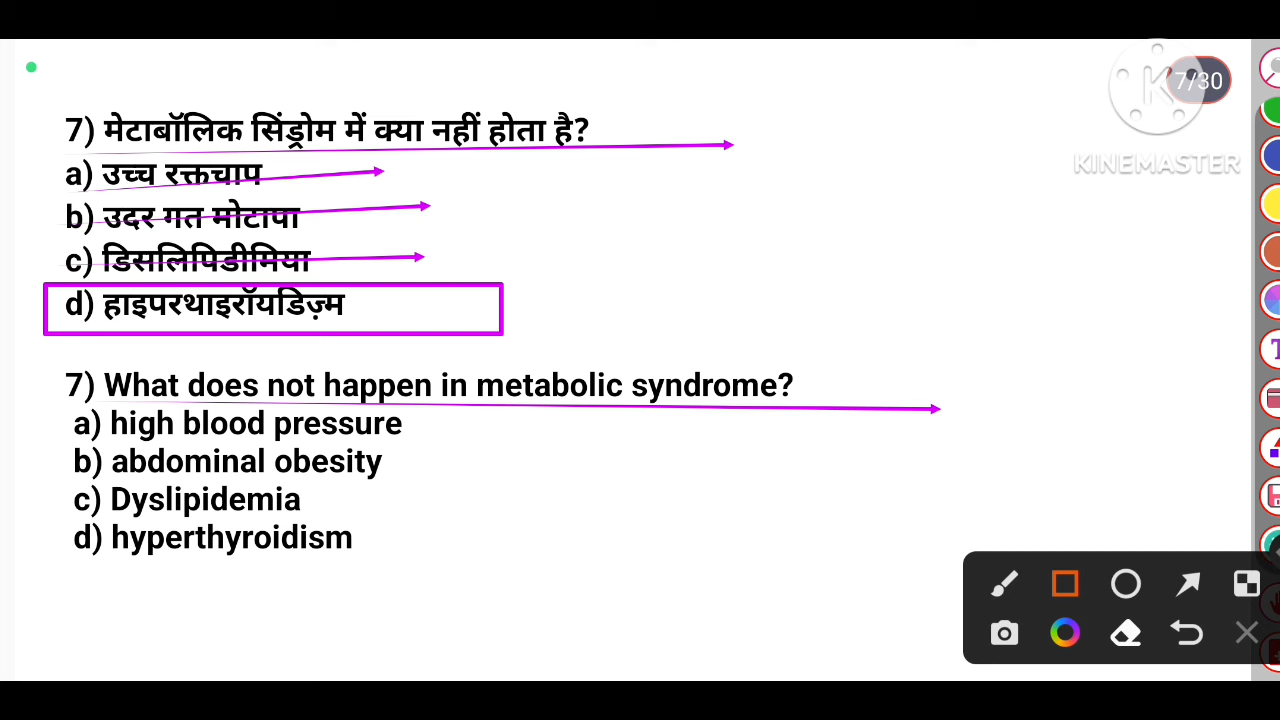 7/30
KINEMASTER
7) मेटाबॉलिक सिंड्रोम में क्या नहीं होता है?
a) उच्च रक्तचाप
b) उदर गत मोटापा
c) डिसलिपिडीमिया
d) हाइपरथाइरॉयडिज़्म
7) What does not happen in metabolic syndrome?
a) high blood pressure
b) abdominal obesity
c) Dyslipidemia
d) hyperthyroidism